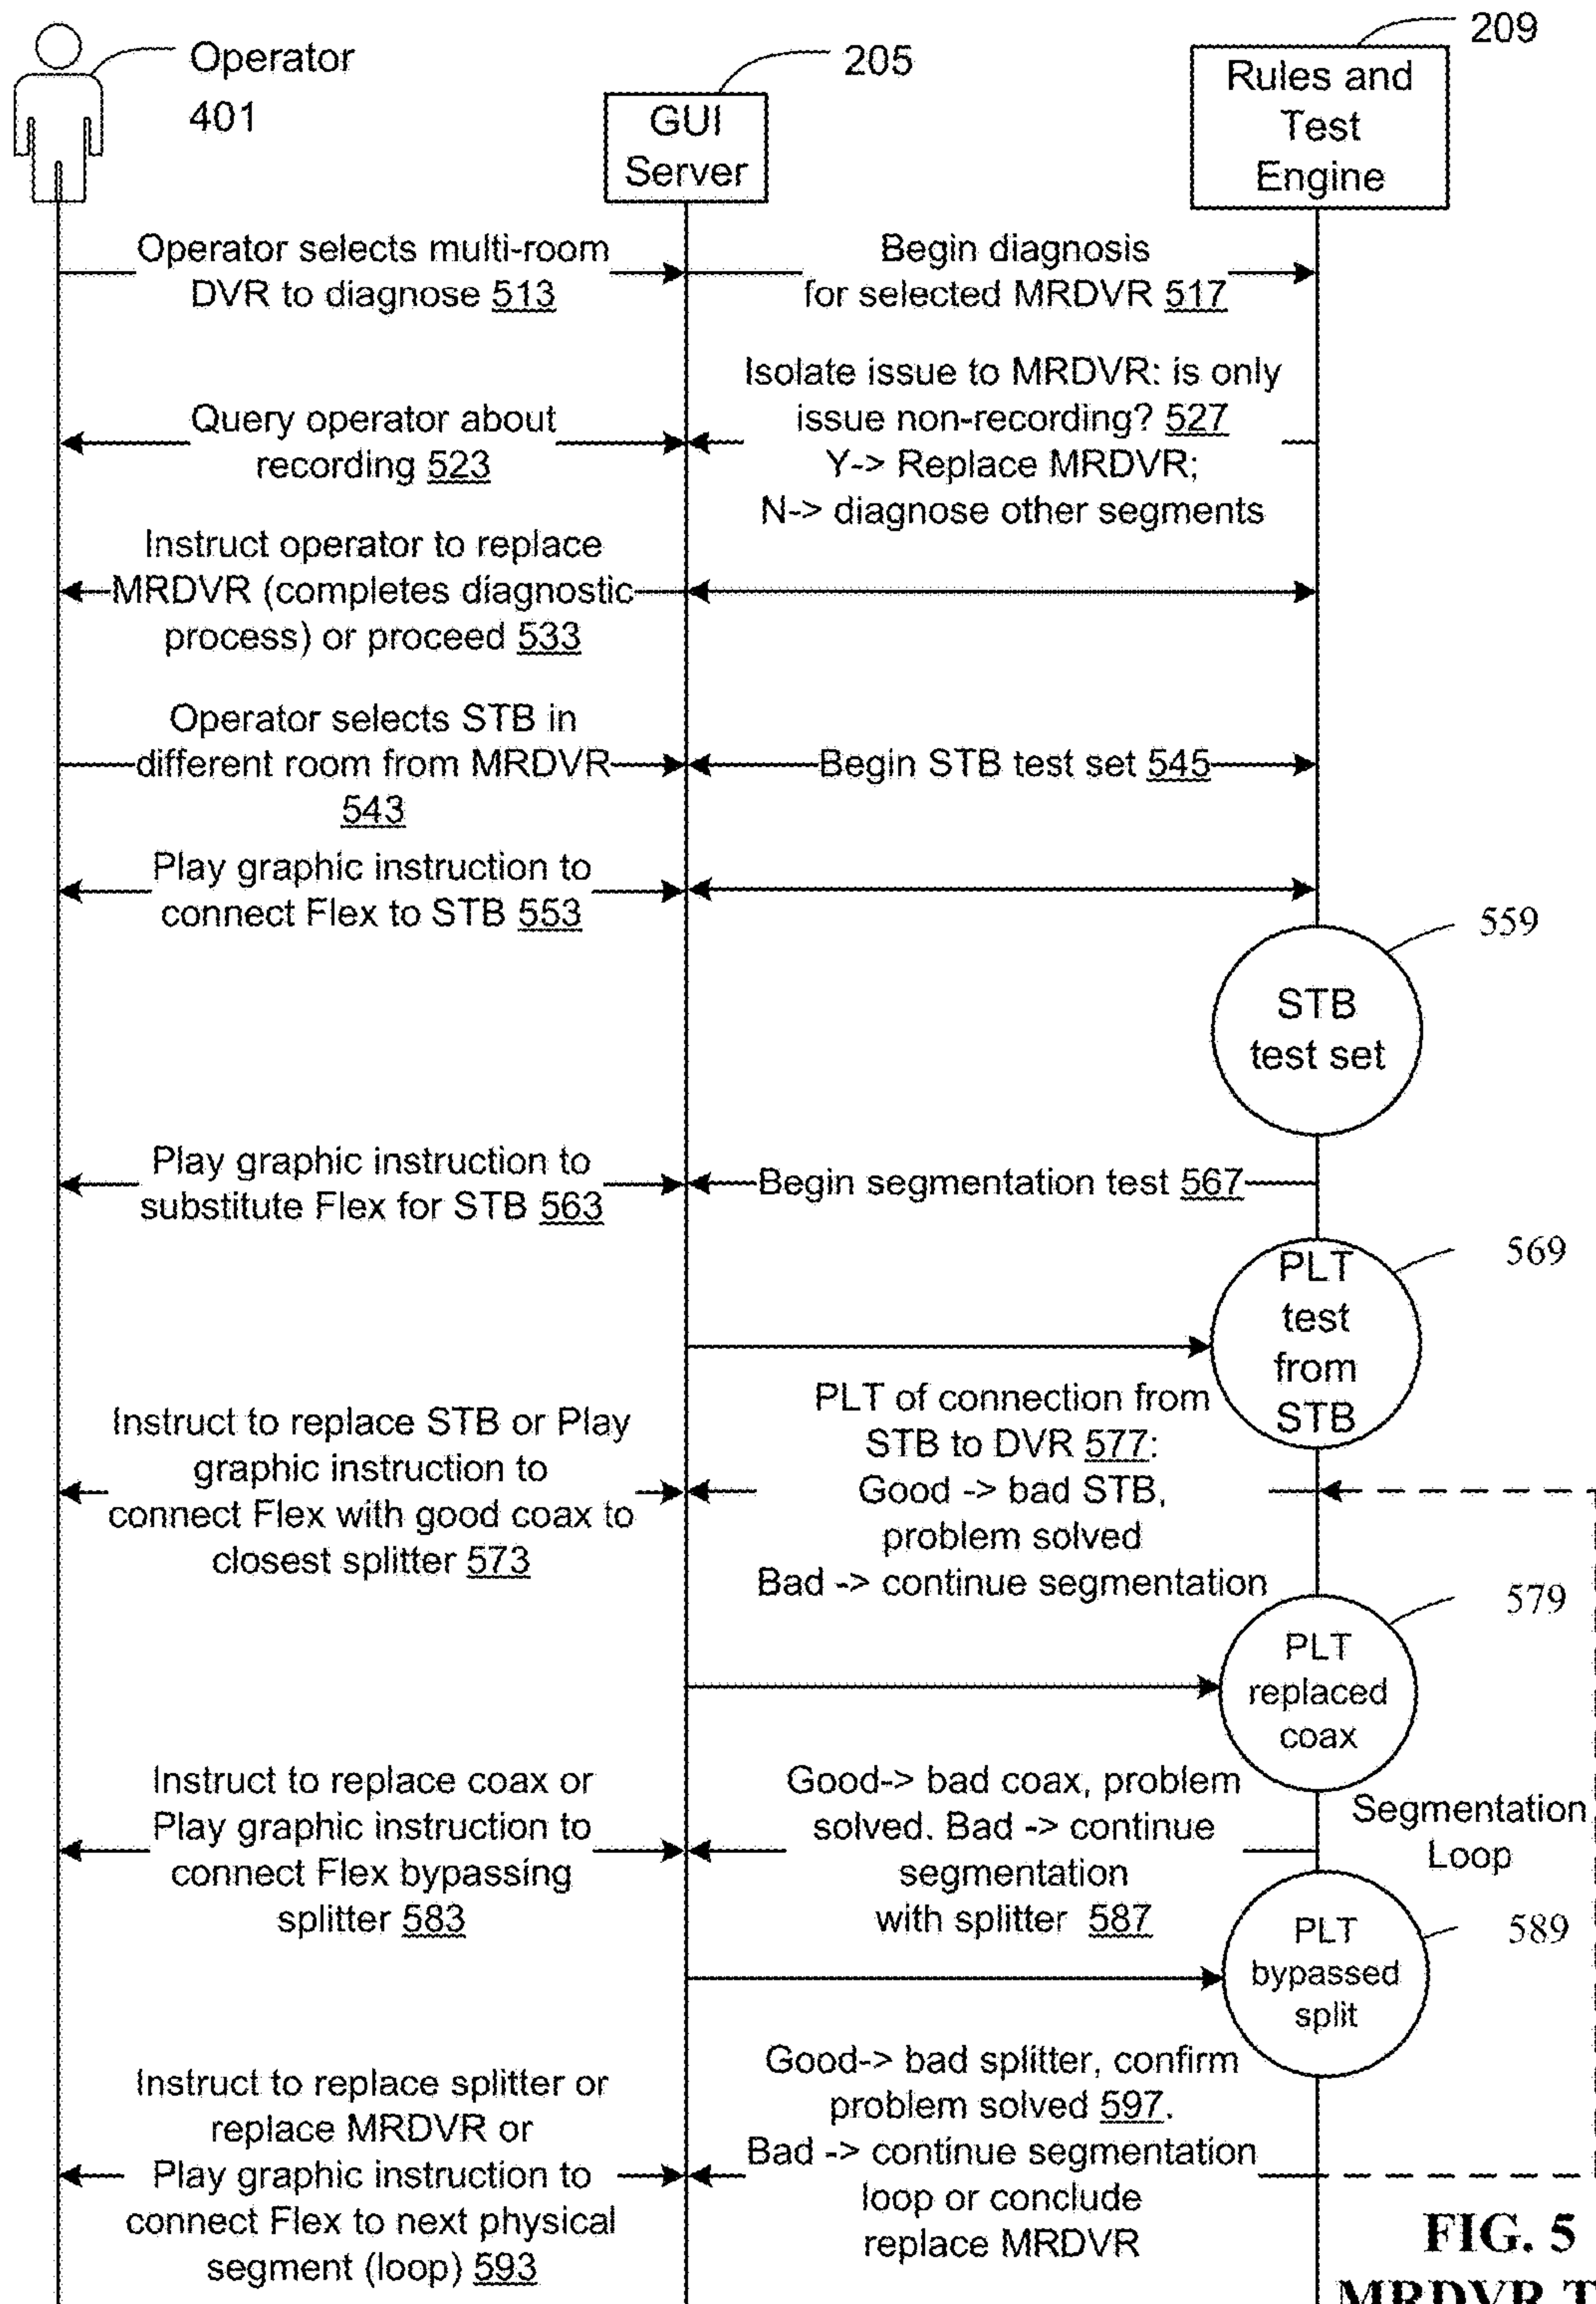 Operator
401
205
GUI
Server
209
Rules and
Test
Engine
Operator selects multi-room
DVR to diagnose 513
Begin diagnosis
for selected MRDVR 517
Query operator about
recording 523
Isolate issue to MRDVR: is only
issue non-recording? 527
Y-> Replace MRDVR;
N-> diagnose other segments
Instruct operator to replace
MRDVR (completes diagnostic
process) or proceed 533
Operator selects STB in
different room from MRDVR
543
Begin STB test set 545
Play graphic instruction to
connect Flex to STB 553
559
STB
test set
Play graphic instruction to
substitute Flex for STB 563
Begin segmentation test 567
569
PLT
test
from
STB
Instruct to replace STB or Play
graphic instruction to
connect Flex with good coax to
closest splitter 573
PLT of connection from
STB to DVR 577:
Good -> bad STB,
problem solved
Bad -> continue segmentation
579
PLT
replaced
coax
Instruct to replace coax or
Play graphic instruction to
connect Flex bypassing
splitter 583
Good-> bad coax, problem
solved. Bad -> continue
segmentation
with splitter 587
Segmentation
Loop
589
PLT
bypassed
split
Instruct to replace splitter or
replace MRDVR or
Play graphic instruction to
connect Flex to next physical
segment (loop) 593
Good-> bad splitter, confirm
problem solved 597.
Bad -> continue segmentation
loop or conclude
replace MRDVR
FIG. 5
MRDVR